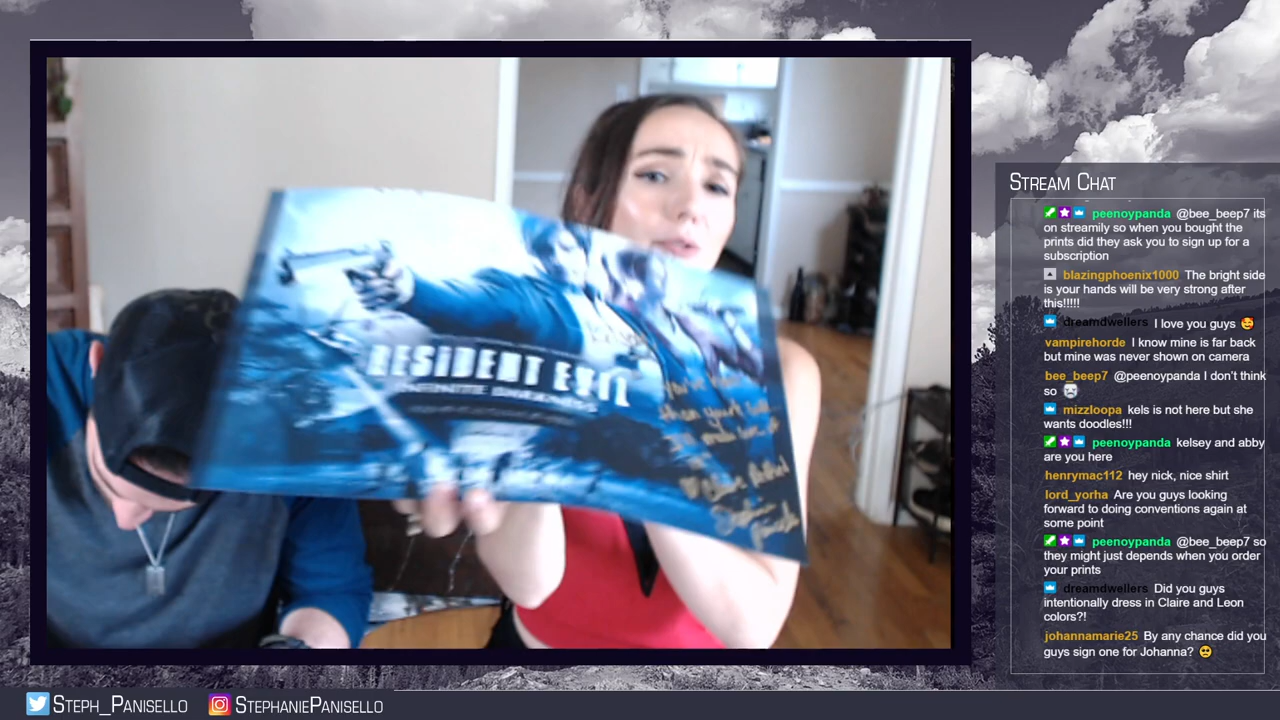 RESiDENT EVIL
INFINITE DARKNESS
STREAM CHAT
peenoypanda @bee_beep7 its
on streamily so when you bought the
prints did they ask you to sign up for a
subscription
blazingphoenix1000 The bright side
is your hands will be very strong after
this!!!!!
dreamdwellers I love you guys 🥰
vampirehorde I know mine is far back
but mine was never shown on camera
bee_beep7 @peenoypanda I don't think
so
mizzloopa kels is not here but she
wants doodles!!!
peenoypanda kelsey and abby
are you here
henrymac112 hey nick, nice shirt
lord_yorha Are you guys looking
forward to doing conventions again at
some point
peenoypanda @bee_beep7 so
they might just depends when you order
your prints
dreamdwellers Did you guys
intentionally dress in Claire and Leon
colors?!
johannamarie25 By any chance did you
guys sign one for Johanna? 🥺
STEPH_PANISELLO
STEPHANIEPANISELLO